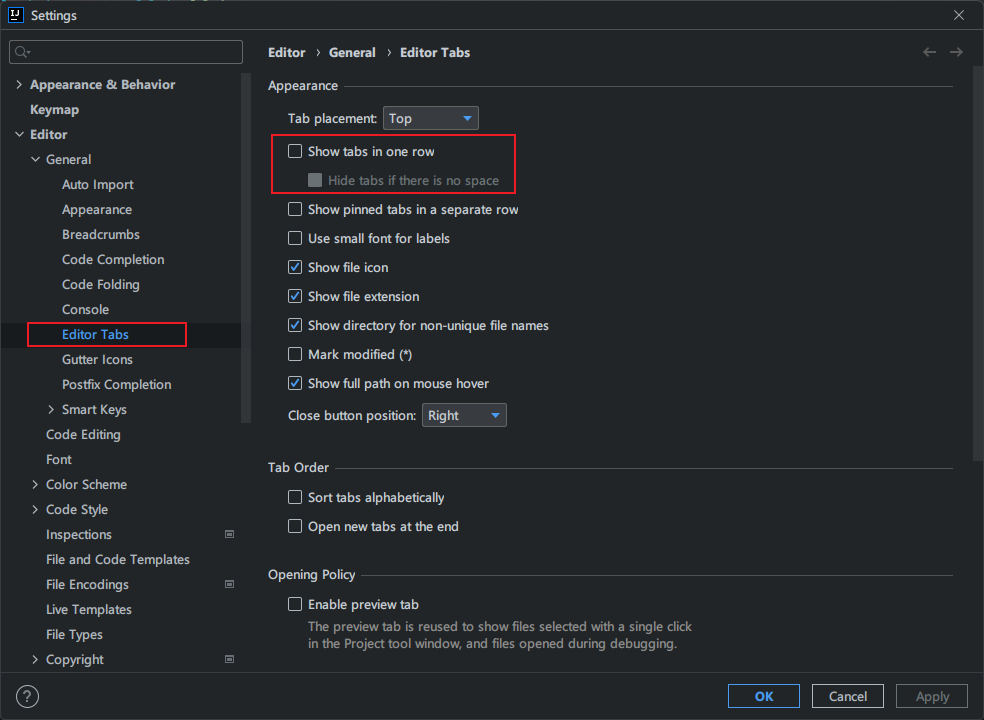 IJ
Settings
Appearance & Behavior
Keymap
Editor
General
Auto Import
Appearance
Breadcrumbs
Code Completion
Code Folding
Console
Editor Tabs
Gutter Icons
Postfix Completion
Smart Keys
Code Editing
Font
Color Scheme
Code Style
Inspections
File and Code Templates
File Encodings
Live Templates
File Types
Copyright
Editor › General › Editor Tabs
Appearance
Tab placement: Top
Show tabs in one row
Hide tabs if there is no space
Show pinned tabs in a separate row
Use small font for labels
Show file icon
Show file extension
Show directory for non-unique file names
Mark modified (*)
Show full path on mouse hover
Close button position: Right
Tab Order
Sort tabs alphabetically
Open new tabs at the end
Opening Policy
Enable preview tab
The preview tab is reused to show files selected with a single click
in the Project tool window, and files opened during debugging.
?
OK
Cancel
Apply